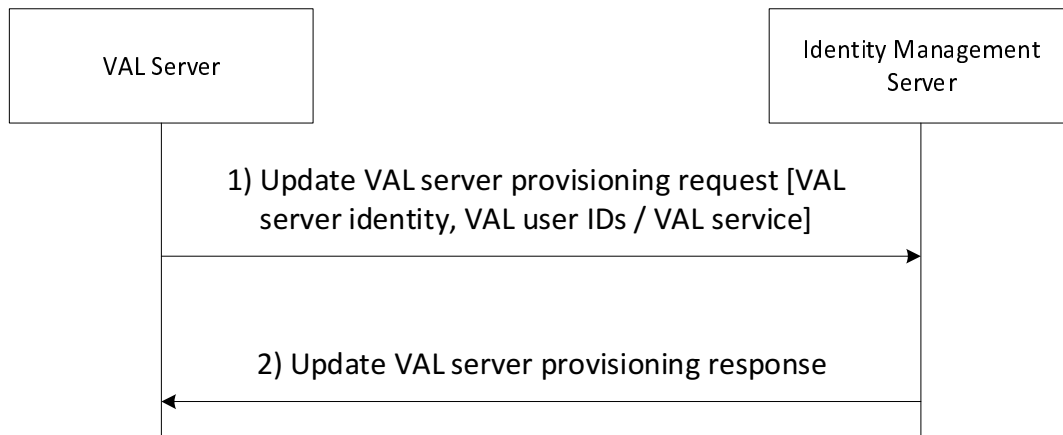 VAL Server
Identity Management
Server
1) Update VAL server provisioning request [VAL
server identity, VAL user IDs / VAL service]
2) Update VAL server provisioning response